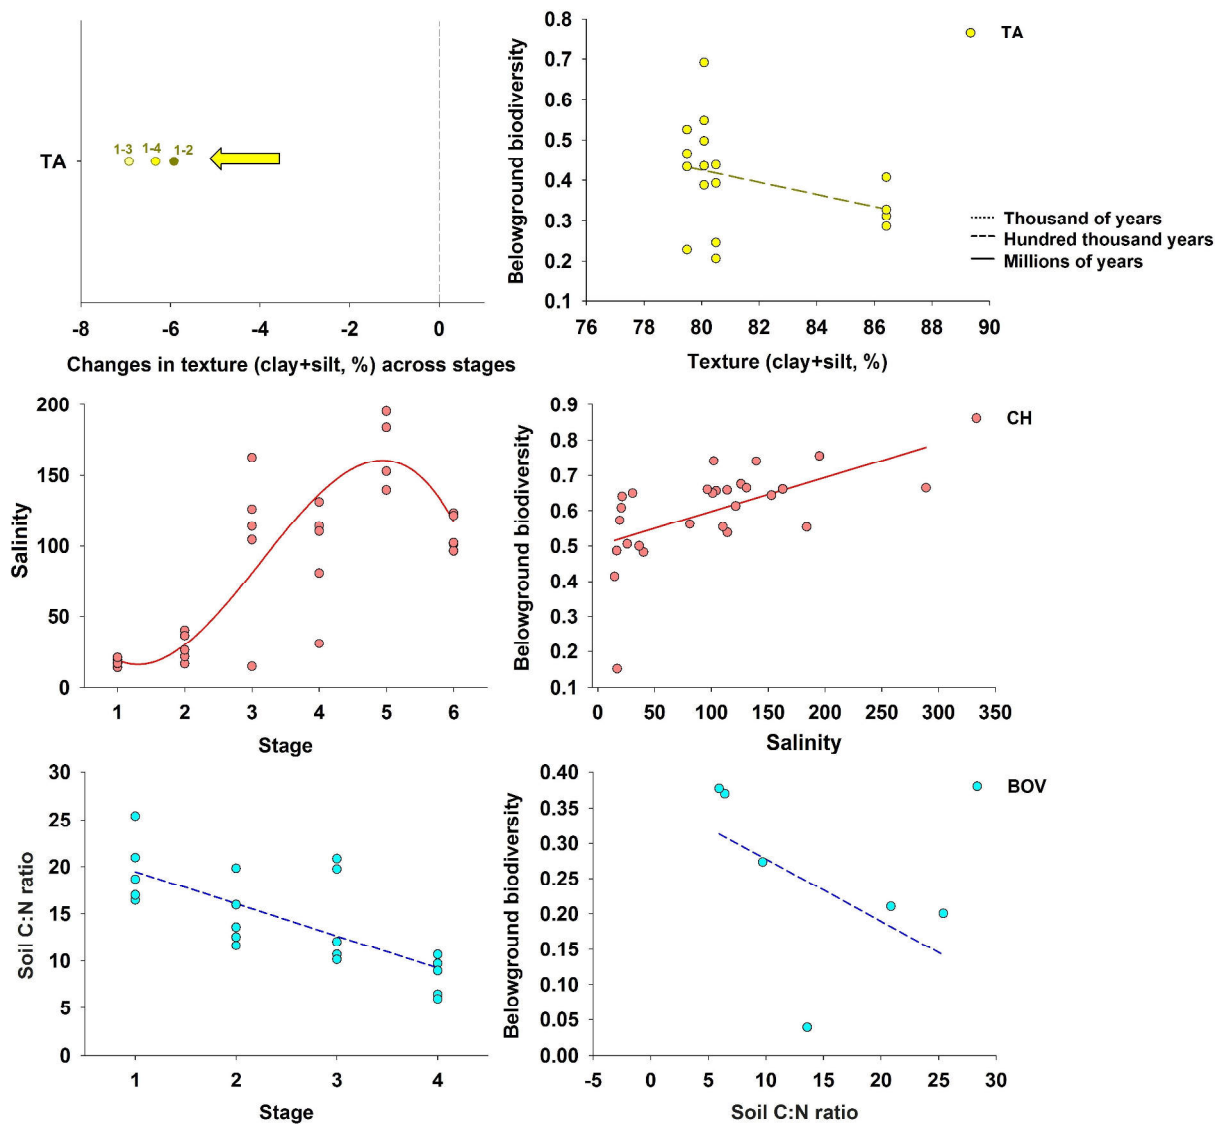 TA
1-3 1-4 1-2
-8 -6 -4 -2 0
Changes in texture (clay+silt, %) across stages
Belowground biodiversity
0.8
0.7
0.6
0.5
0.4
0.3
0.2
0.1
76 78 80 82 84 86 88 90
Texture (clay+silt, %)
TA
Thousand of years
Hundred thousand years
Millions of years
Salinity
200
150
100
50
0
1 2 3 4 5 6
Stage
Belowground biodiversity
0.9
0.8
0.7
0.6
0.5
0.4
0.3
0.2
0.1
0 50 100 150 200 250 300 350
Salinity
CH
Soil C:N ratio
30
25
20
15
10
5
0
1 2 3 4
Stage
Belowground biodiversity
0.40
0.35
0.30
0.25
0.20
0.15
0.10
0.05
0.00
-5 0 5 10 15 20 25 30
Soil C:N ratio
BOV